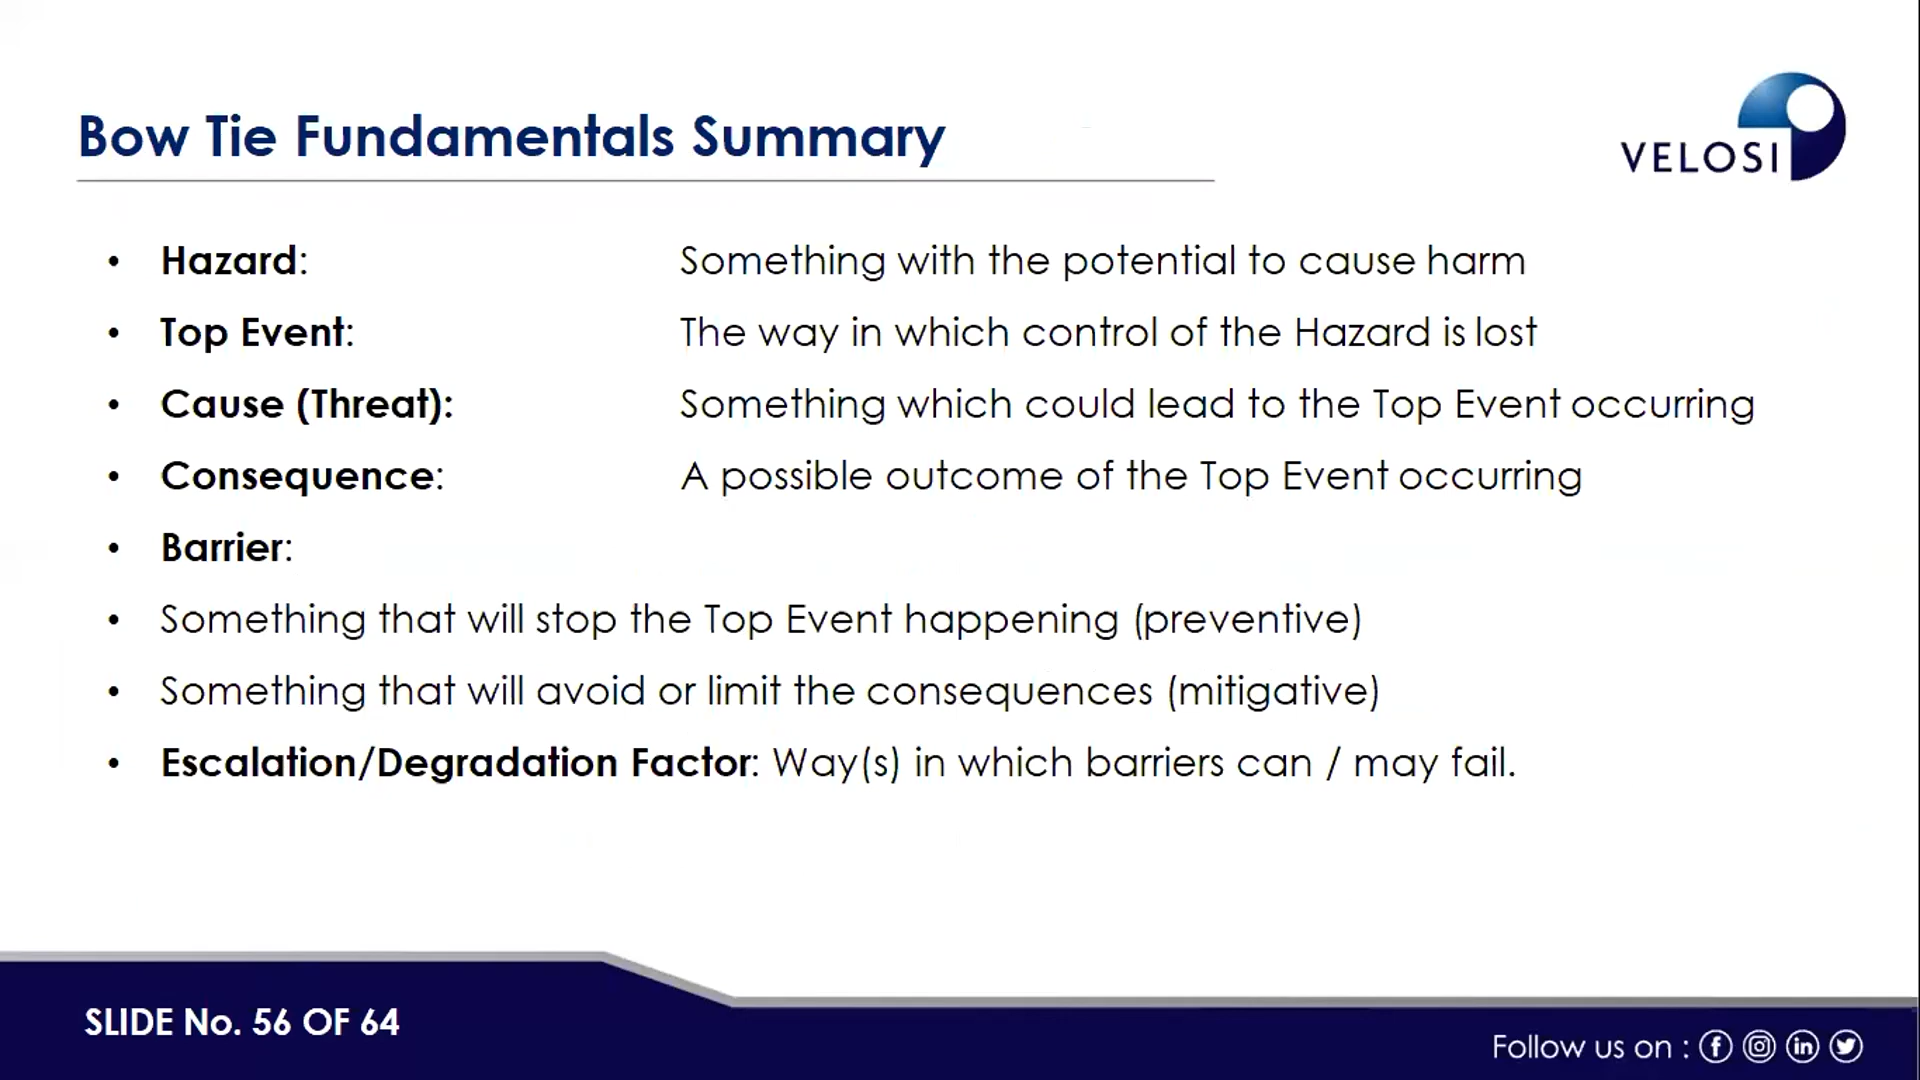 Bow Tie Fundamentals Summary
VELOSI
• Hazard: Something with the potential to cause harm
• Top Event: The way in which control of the Hazard is lost
• Cause (Threat): Something which could lead to the Top Event occurring
• Consequence: A possible outcome of the Top Event occurring
• Barrier:
• Something that will stop the Top Event happening (preventive)
• Something that will avoid or limit the consequences (mitigative)
• Escalation/Degradation Factor: Way(s) in which barriers can / may fail.
SLIDE No. 56 OF 64
Follow us on :